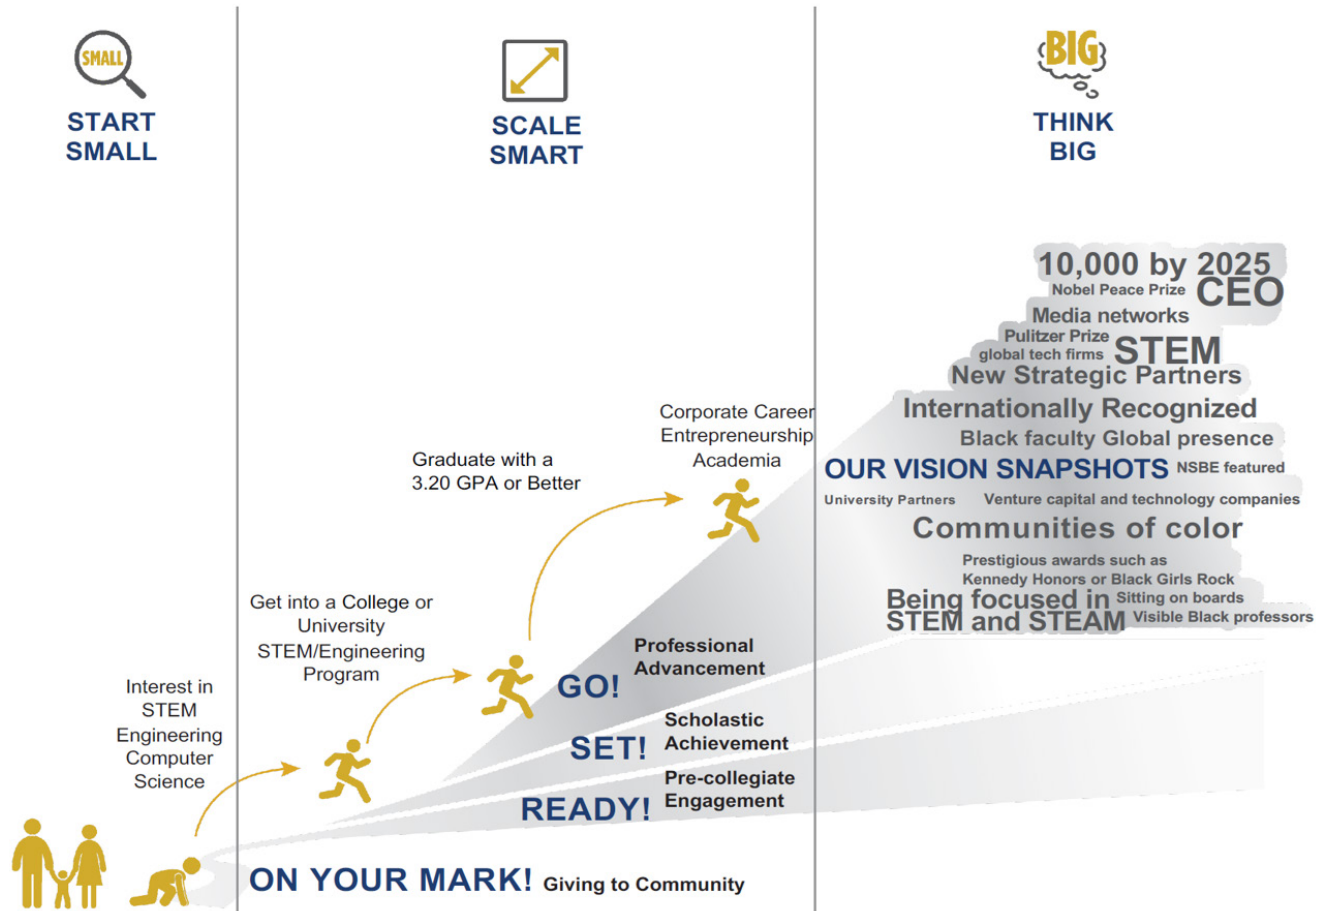 SMALL
START
SMALL
SCALE
SMART
BIG
THINK
BIG
10,000 by 2025
Nobel Peace Prize CEO
Media networks
Pulitzer Prize
global tech firms STEM
New Strategic Partners
Internationally Recognized
Black faculty Global presence
OUR VISION SNAPSHOTS NSBE featured
University Partners Venture capital and technology companies
Communities of color
Prestigious awards such as
Kennedy Honors or Black Girls Rock
Being focused in Sitting on boards
STEM and STEAM Visible Black professors
Corporate Career
Entrepreneurship
Academia
Graduate with a
3.20 GPA or Better
Get into a College or
University
STEM/Engineering
Program
Interest in
STEM
Engineering
Computer
Science
GO!
Professional
Advancement
SET!
Scholastic
Achievement
READY!
Pre-collegiate
Engagement
ON YOUR MARK! Giving to Community